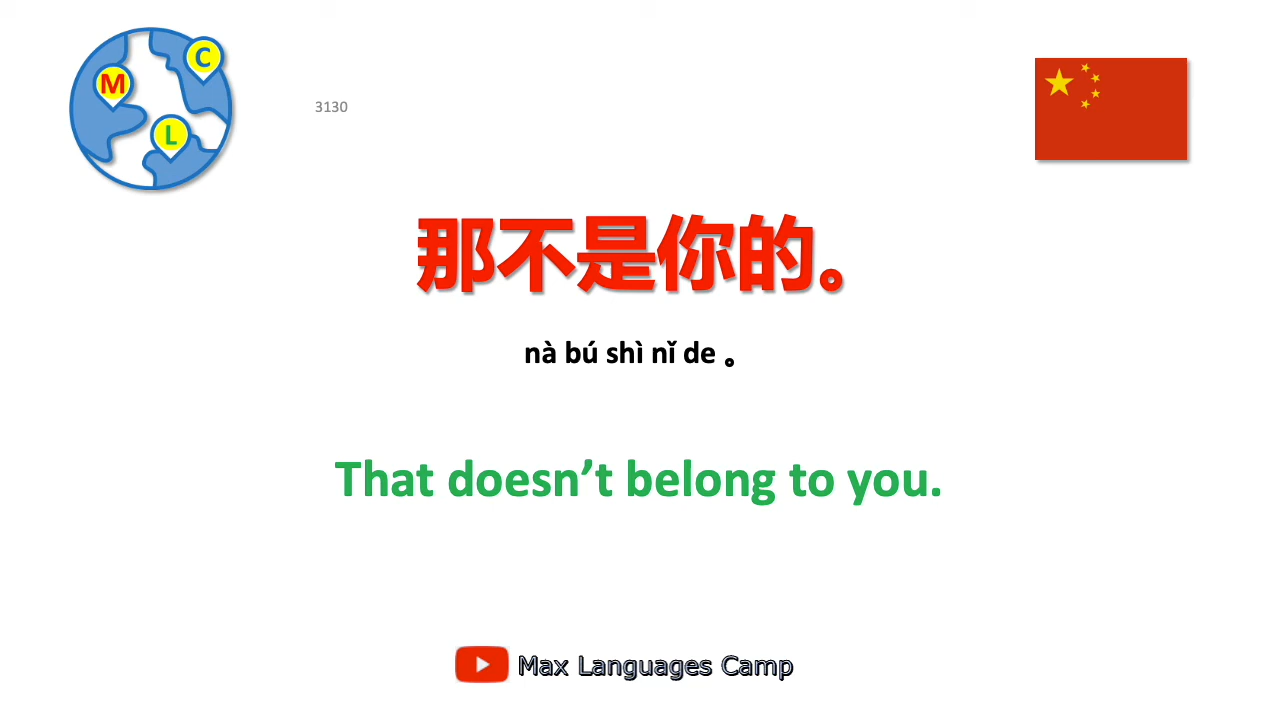 C
M
L
3130
那不是你的。
nà bú shì nǐ de 。
That doesn’t belong to you.
Max Languages Camp